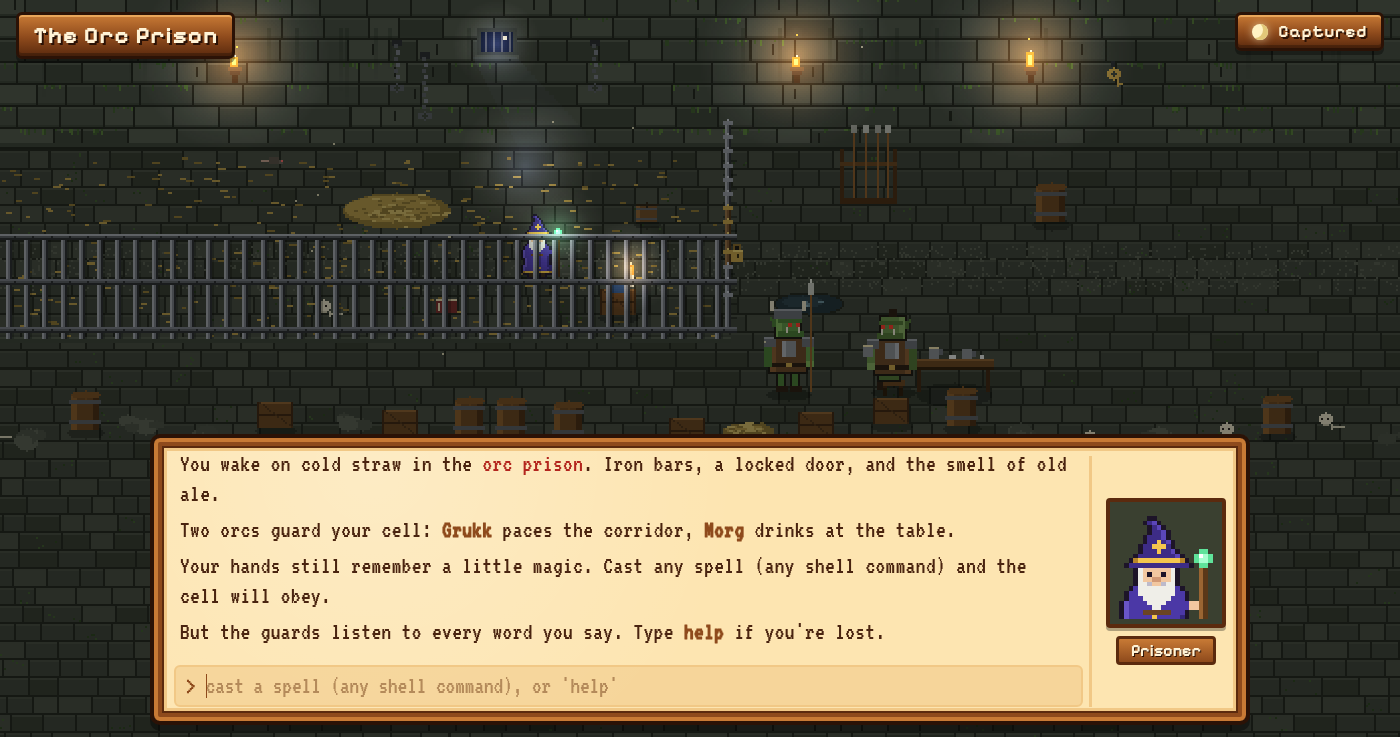 The Orc Prison
Captured
You wake on cold straw in the orc prison. Iron bars, a locked door, and the smell of old
ale.
Two orcs guard your cell: Grukk paces the corridor, Morg drinks at the table.
Your hands still remember a little magic. Cast any spell (any shell command) and the
cell will obey.
But the guards listen to every word you say. Type help if you're lost.
> cast a spell (any shell command), or 'help'
Prisoner